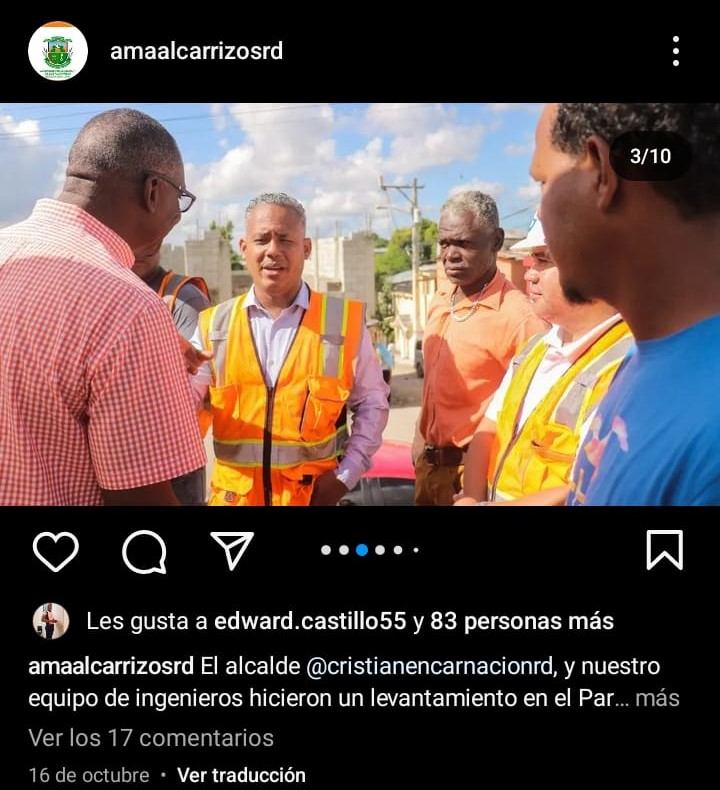 amaalcarrizosrd
3/10
Les gusta a edward.castillo55 y 83 personas más
amaalcarrizosrd El alcalde @cristianencarnacionrd, y nuestro
equipo de ingenieros hicieron un levantamiento en el Par... más
Ver los 17 comentarios
16 de octubre • Ver traducción